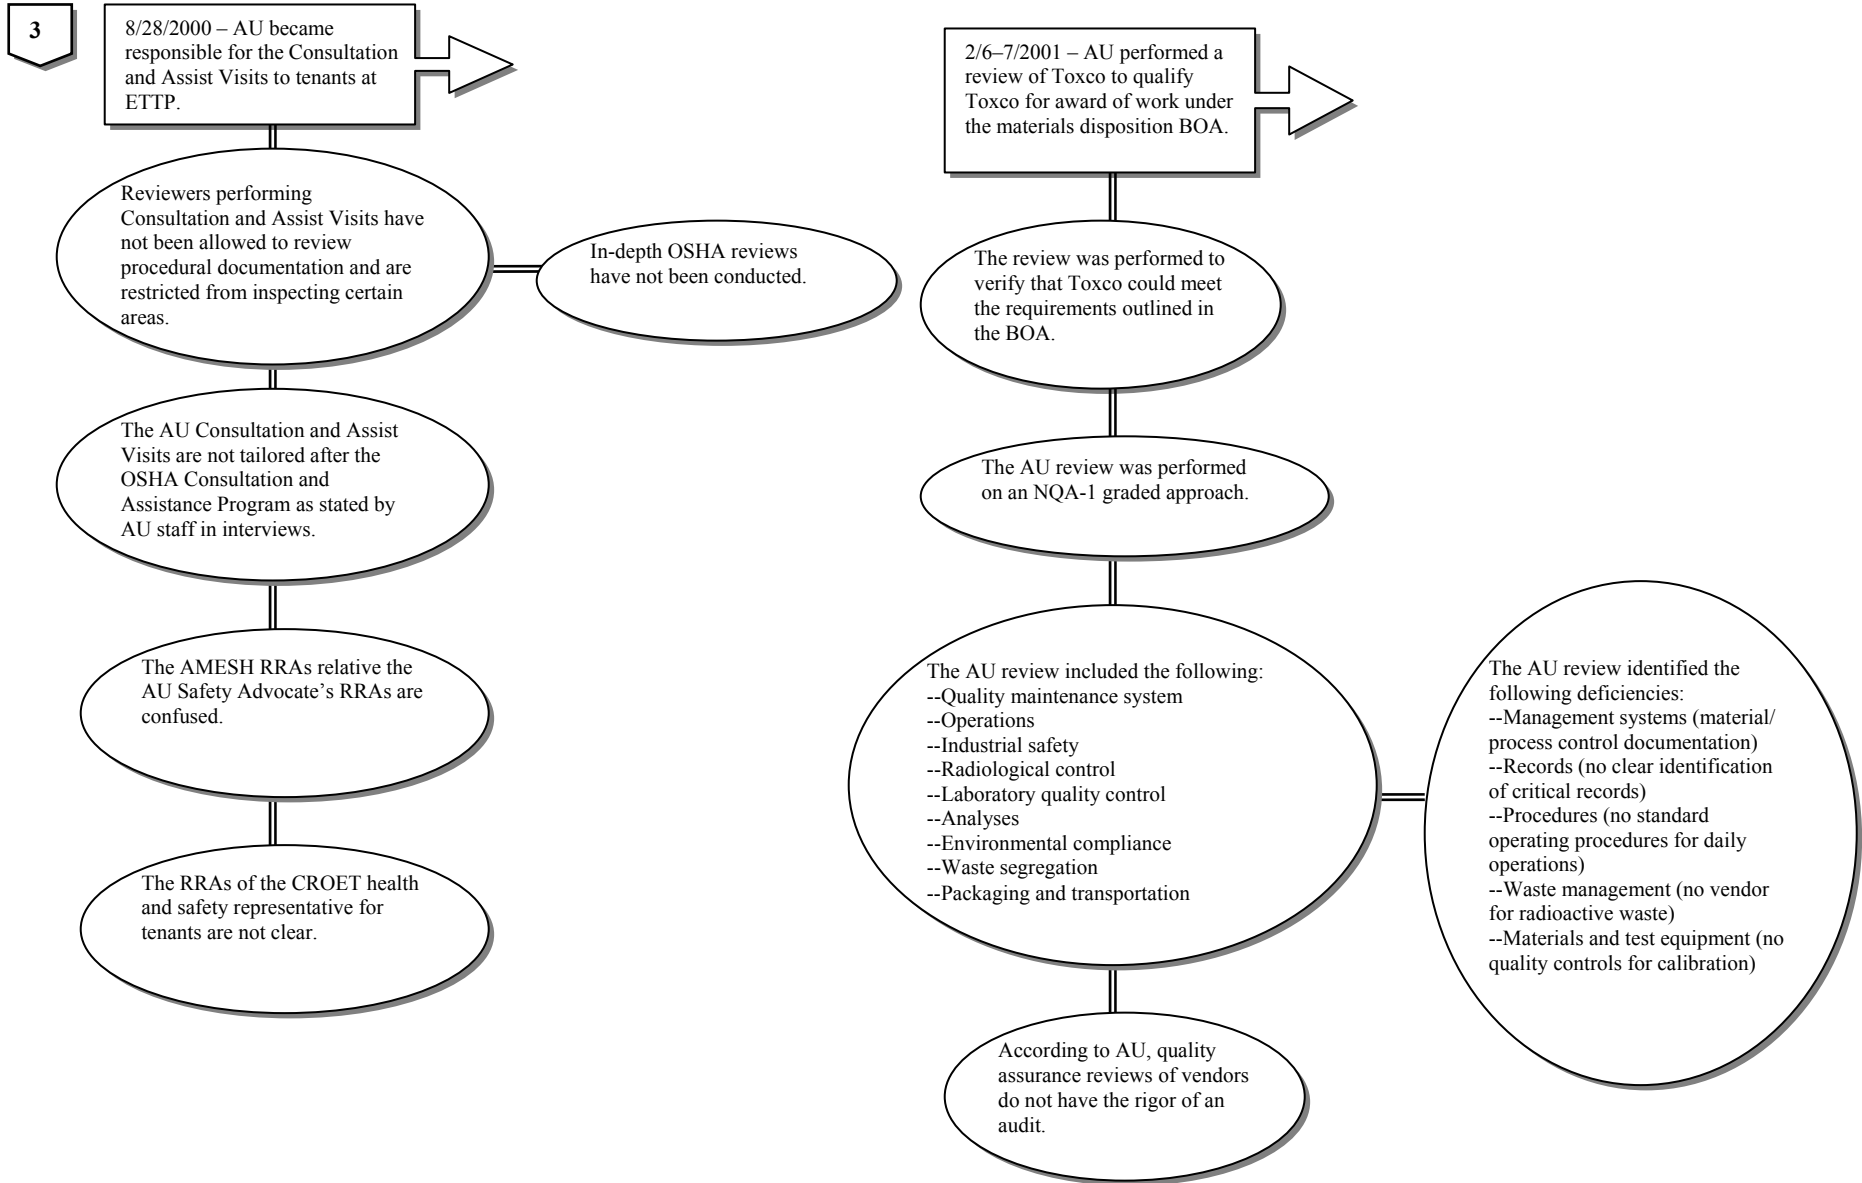 3
8/28/2000 – AU became
responsible for the Consultation
and Assist Visits to tenants at
ETTP.
Reviewers performing
Consultation and Assist Visits have
not been allowed to review
procedural documentation and are
restricted from inspecting certain
areas.
In-depth OSHA reviews
have not been conducted.
The AU Consultation and Assist
Visits are not tailored after the
OSHA Consultation and
Assistance Program as stated by
AU staff in interviews.
The AMESH RRAs relative the
AU Safety Advocate’s RRAs are
confused.
The RRAs of the CROET health
and safety representative for
tenants are not clear.
2/6–7/2001 – AU performed a
review of Toxco to qualify
Toxco for award of work under
the materials disposition BOA.
The review was performed to
verify that Toxco could meet
the requirements outlined in
the BOA.
The AU review was performed
on an NQA-1 graded approach.
The AU review included the following:
--Quality maintenance system
--Operations
--Industrial safety
--Radiological control
--Laboratory quality control
--Analyses
--Environmental compliance
--Waste segregation
--Packaging and transportation
The AU review identified the
following deficiencies:
--Management systems (material/
process control documentation)
--Records (no clear identification
of critical records)
--Procedures (no standard
operating procedures for daily
operations)
--Waste management (no vendor
for radioactive waste)
--Materials and test equipment (no
quality controls for calibration)
According to AU, quality
assurance reviews of vendors
do not have the rigor of an
audit.